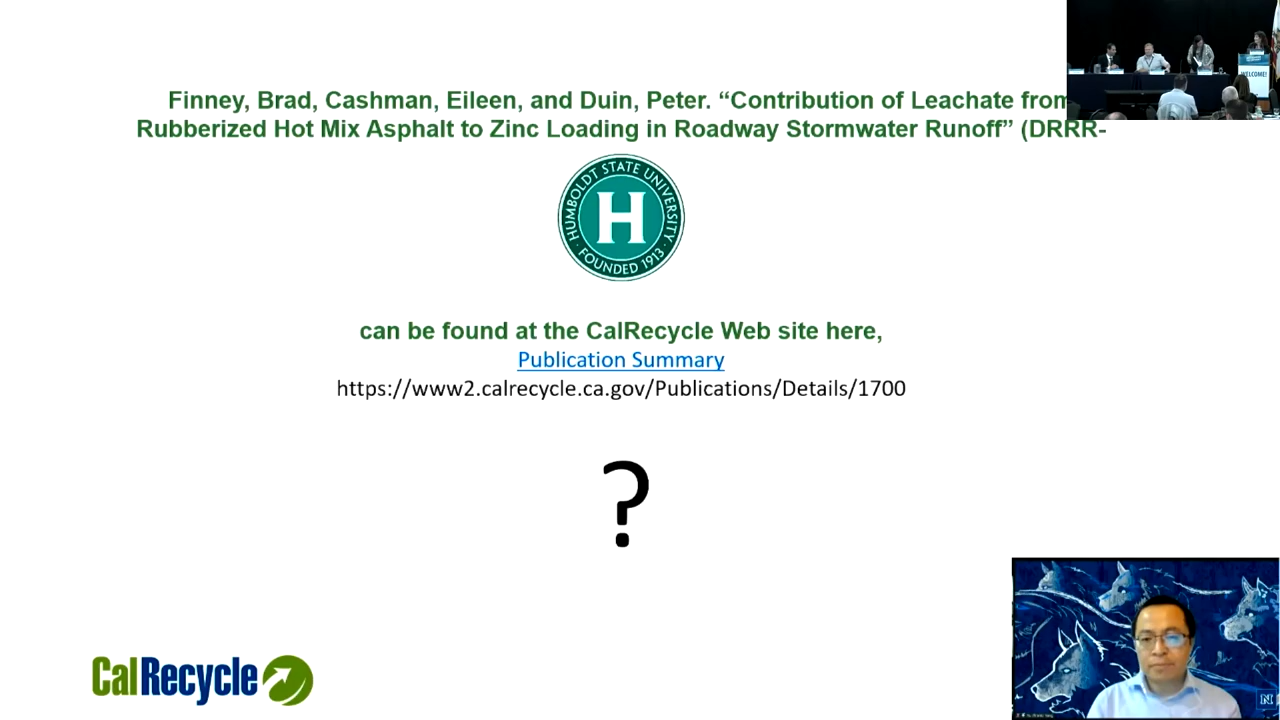 Finney, Brad, Cashman, Eileen, and Duin, Peter. “Contribution of Leachate from
Rubberized Hot Mix Asphalt to Zinc Loading in Roadway Stormwater Runoff” (DRRR-
HUMBOLDT STATE UNIVERSITY
H
· FOUNDED 1913 ·
can be found at the CalRecycle Web site here,
Publication Summary
https://www2.calrecycle.ca.gov/Publications/Details/1700
?
CalRecycle
WELCOME!
N